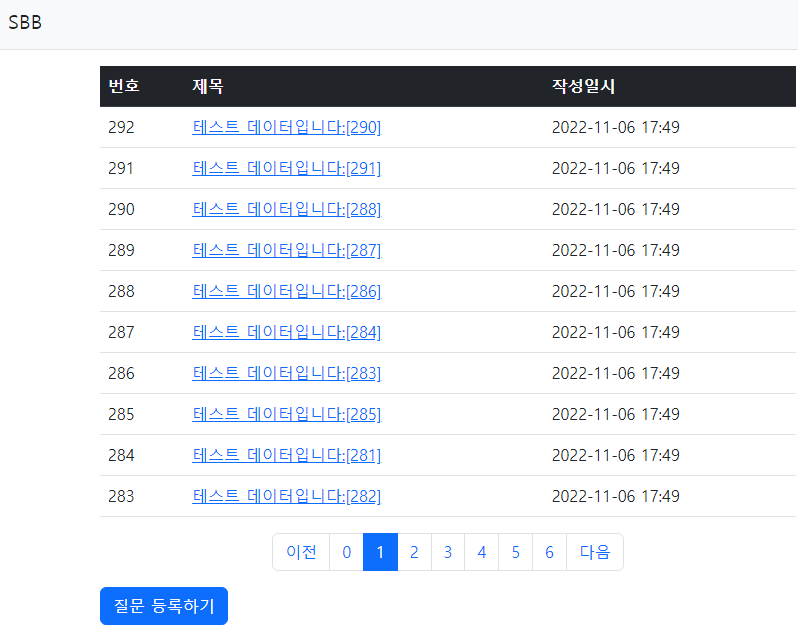 SBB
번호 제목 작성일시
292 테스트 데이터입니다:[290] 2022-11-06 17:49
291 테스트 데이터입니다:[291] 2022-11-06 17:49
290 테스트 데이터입니다:[288] 2022-11-06 17:49
289 테스트 데이터입니다:[287] 2022-11-06 17:49
288 테스트 데이터입니다:[286] 2022-11-06 17:49
287 테스트 데이터입니다:[284] 2022-11-06 17:49
286 테스트 데이터입니다:[283] 2022-11-06 17:49
285 테스트 데이터입니다:[285] 2022-11-06 17:49
284 테스트 데이터입니다:[281] 2022-11-06 17:49
283 테스트 데이터입니다:[282] 2022-11-06 17:49
이전 0 1 2 3 4 5 6 다음
질문 등록하기